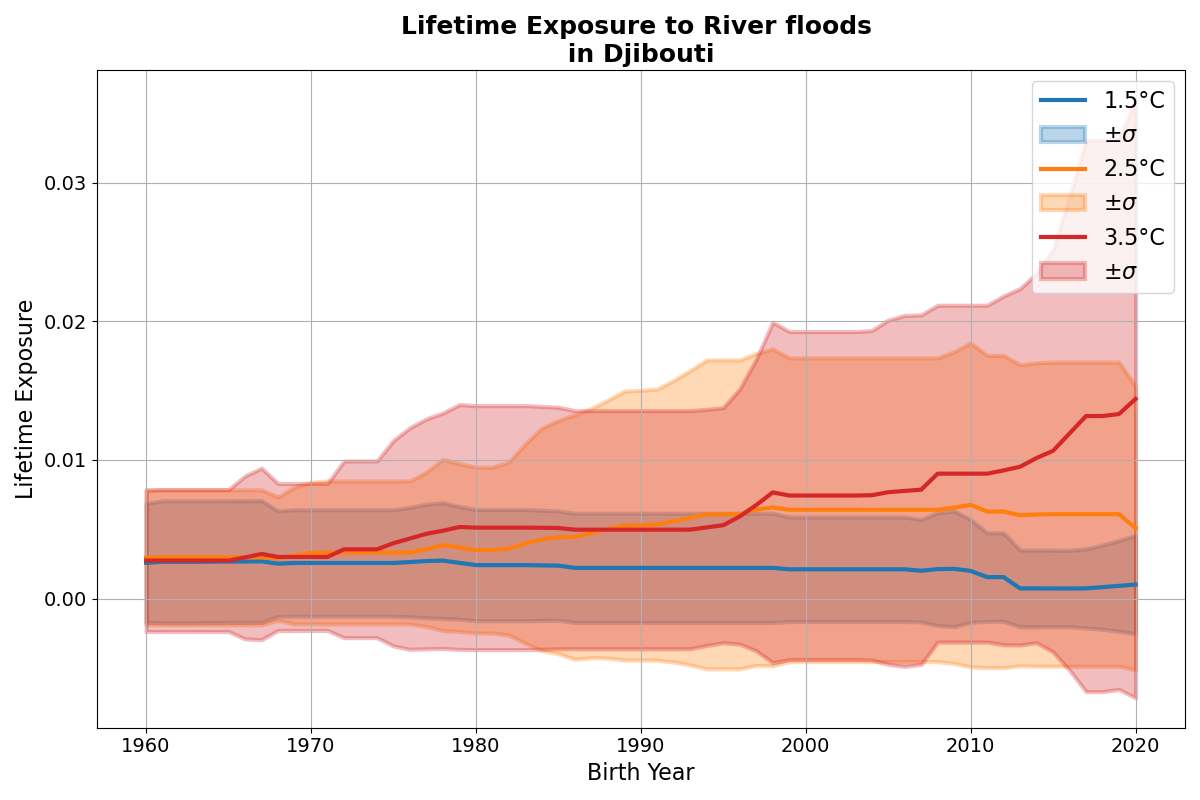 Lifetime Exposure to River floods
in Djibouti
Lifetime Exposure
0.03
0.02
0.01
0.00
1960
1970
1980
1990
2000
2010
2020
Birth Year
1.5°C
±σ
2.5°C
±σ
3.5°C
±σ